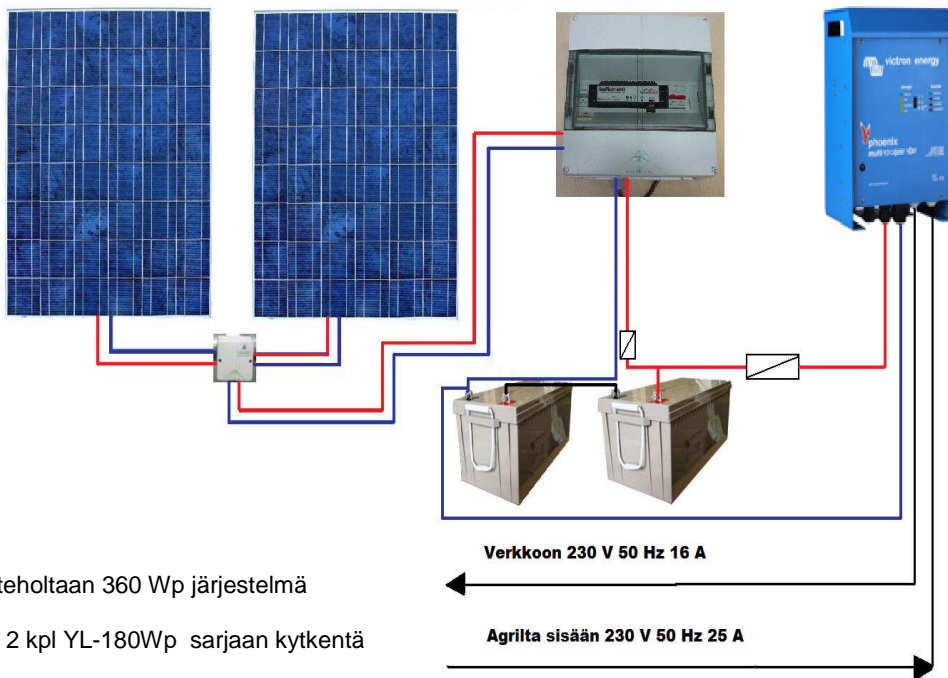 victron energy
phoenix
Verkkoon 230 V 50 Hz 16 A
teholtaan 360 Wp järjestelmä
2 kpl YL-180Wp sarjaan kytkentä
Agrilta sisään 230 V 50 Hz 25 A